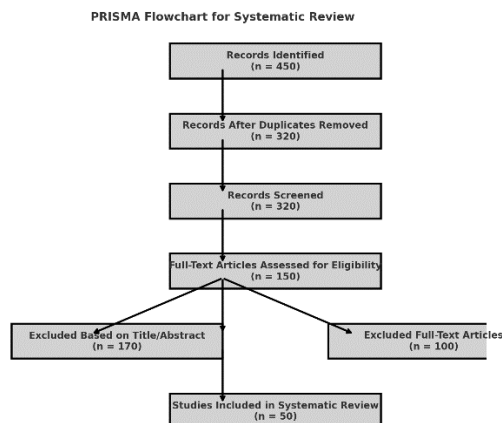 PRISMA Flowchart for Systematic Review
Records Identified
(n = 450)
Records After Duplicates Removed
(n = 320)
Records Screened
(n = 320)
Full-Text Articles Assessed for Eligibility
(n = 150)
Excluded Based on Title/Abstract
(n = 170)
Excluded Full-Text Articles
(n = 100)
Studies Included in Systematic Review
(n = 50)